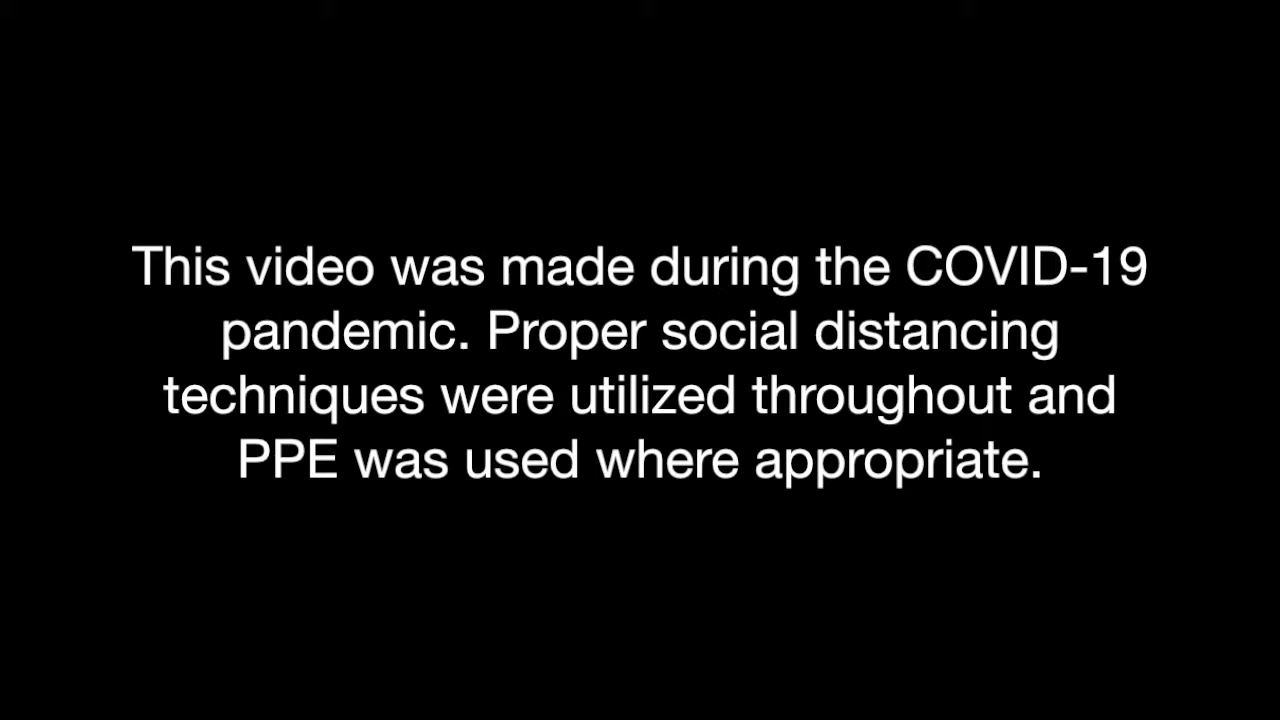 This video was made during the COVID-19
pandemic. Proper social distancing
techniques were utilized throughout and
PPE was used where appropriate.